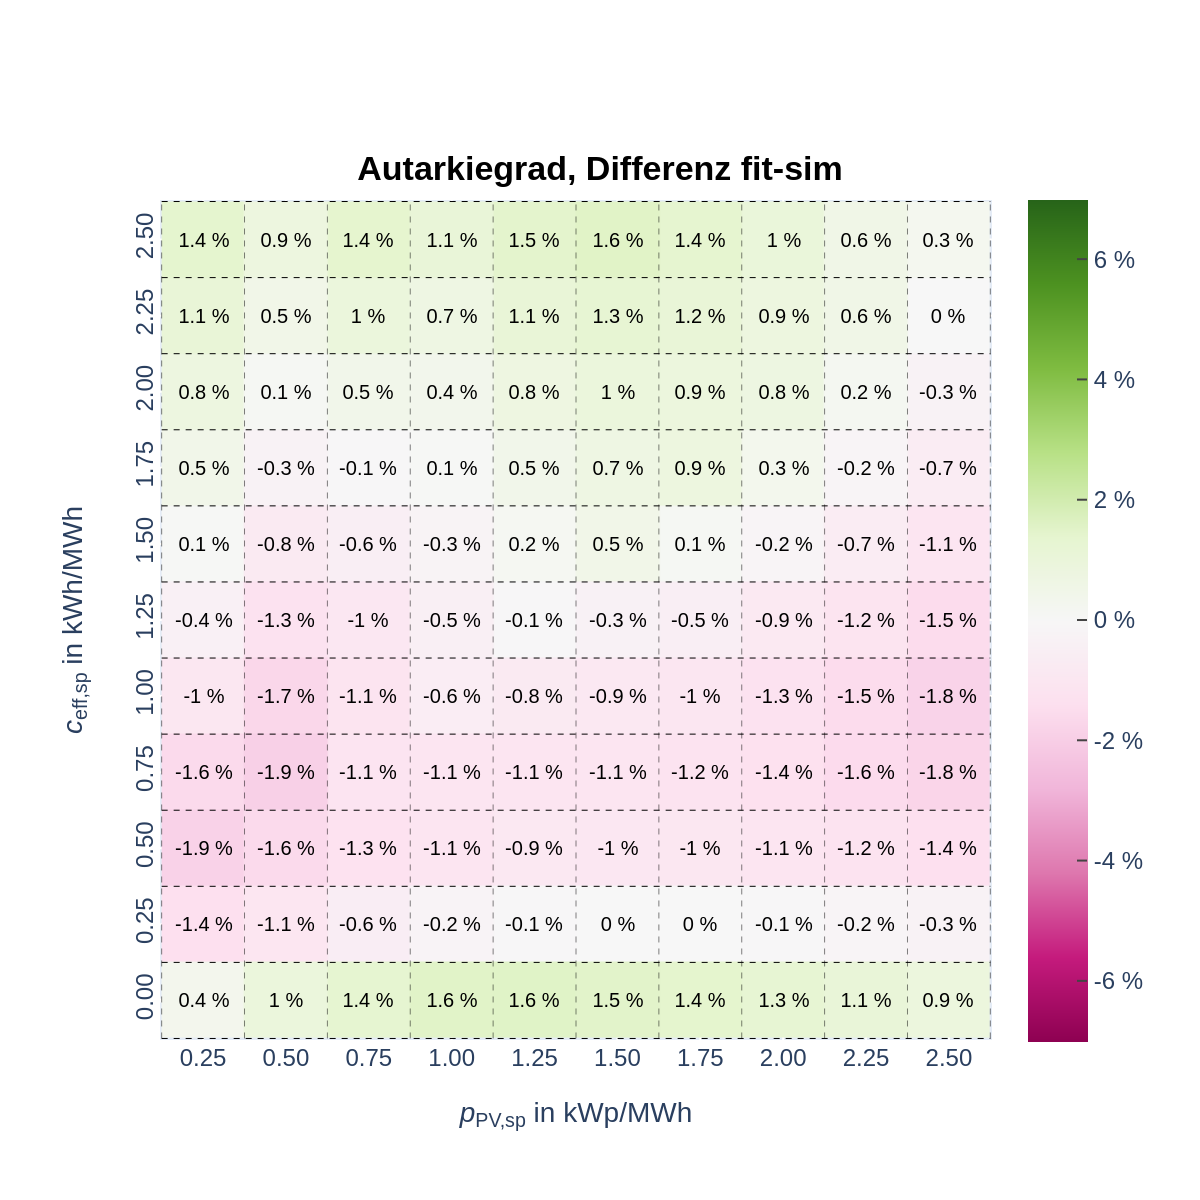 Autarkiegrad, Differenz fit-sim
2.50 1.4 % 0.9 % 1.4 % 1.1 % 1.5 % 1.6 % 1.4 % 1 % 0.6 % 0.3 %
2.25 1.1 % 0.5 % 1 % 0.7 % 1.1 % 1.3 % 1.2 % 0.9 % 0.6 % 0 %
2.00 0.8 % 0.1 % 0.5 % 0.4 % 0.8 % 1 % 0.9 % 0.8 % 0.2 % -0.3 %
1.75 0.5 % -0.3 % -0.1 % 0.1 % 0.5 % 0.7 % 0.9 % 0.3 % -0.2 % -0.7 %
1.50 0.1 % -0.8 % -0.6 % -0.3 % 0.2 % 0.5 % 0.1 % -0.2 % -0.7 % -1.1 %
1.25 -0.4 % -1.3 % -1 % -0.5 % -0.1 % -0.3 % -0.5 % -0.9 % -1.2 % -1.5 %
1.00 -1 % -1.7 % -1.1 % -0.6 % -0.8 % -0.9 % -1 % -1.3 % -1.5 % -1.8 %
0.75 -1.6 % -1.9 % -1.1 % -1.1 % -1.1 % -1.1 % -1.2 % -1.4 % -1.6 % -1.8 %
0.50 -1.9 % -1.6 % -1.3 % -1.1 % -0.9 % -1 % -1 % -1.1 % -1.2 % -1.4 %
0.25 -1.4 % -1.1 % -0.6 % -0.2 % -0.1 % 0 % 0 % -0.1 % -0.2 % -0.3 %
0.00 0.4 % 1 % 1.4 % 1.6 % 1.6 % 1.5 % 1.4 % 1.3 % 1.1 % 0.9 %
0.25 0.50 0.75 1.00 1.25 1.50 1.75 2.00 2.25 2.50
pPV,sp in kWp/MWh
ceff,sp in kWh/MWh
6 %
4 %
2 %
0 %
-2 %
-4 %
-6 %